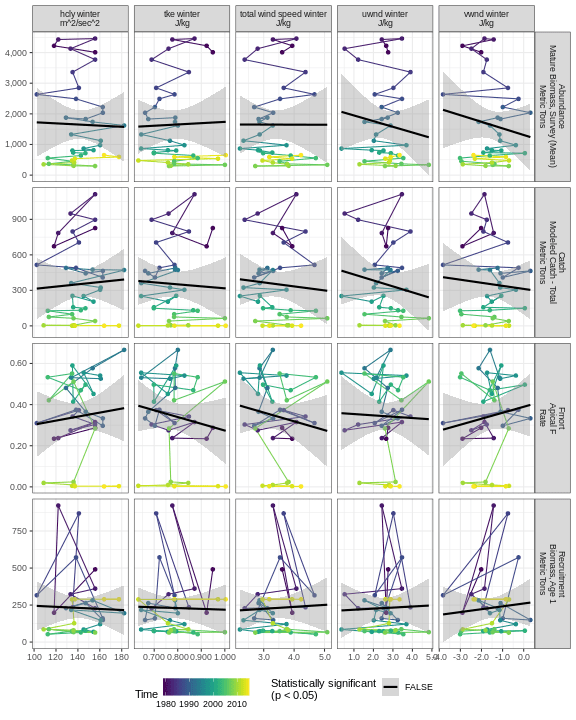 hcly winter
m^2/sec^2
tke winter
J/kg
total wind speed winter
J/kg
uwnd winter
J/kg
vwnd winter
J/kg
4,000
3,000
2,000
1,000
0
Abundance
Mature Biomass, Survey (Mean)
Metric Tons
900
600
300
0
Catch
Modeled Catch - Total
Metric Tons
0.60
0.40
0.20
0.00
Fmort
Apical F
Rate
750
500
250
0
Recruitment
Biomass, Age 1
Metric Tons
100 120 140 160 180
0.700 0.800 0.900 1.000
3.0 4.0 5.0
1.0 2.0 3.0 4.0 5.0
-4.0 -3.0 -2.0 -1.0 0.0
Time
1980 1990 2000 2010
Statistically significant
(p < 0.05)
FALSE